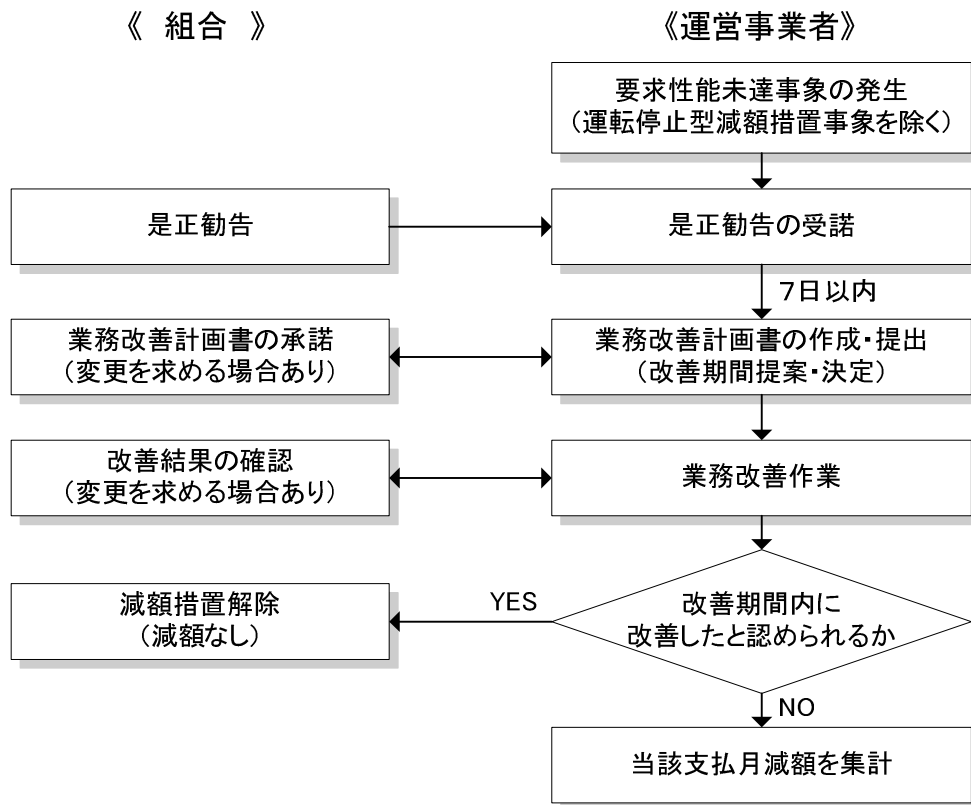 《 組合 》
《運営事業者》
要求性能未達事象の発生
（運転停止型減額措置事象を除く）
是正勧告
是正勧告の受諾
7日以内
業務改善計画書の承諾
（変更を求める場合あり）
業務改善計画書の作成・提出
（改善期間提案・決定）
改善結果の確認
（変更を求める場合あり）
業務改善作業
減額措置解除
（減額なし）
YES
改善期間内に
改善したと認められるか
NO
当該支払月減額を集計